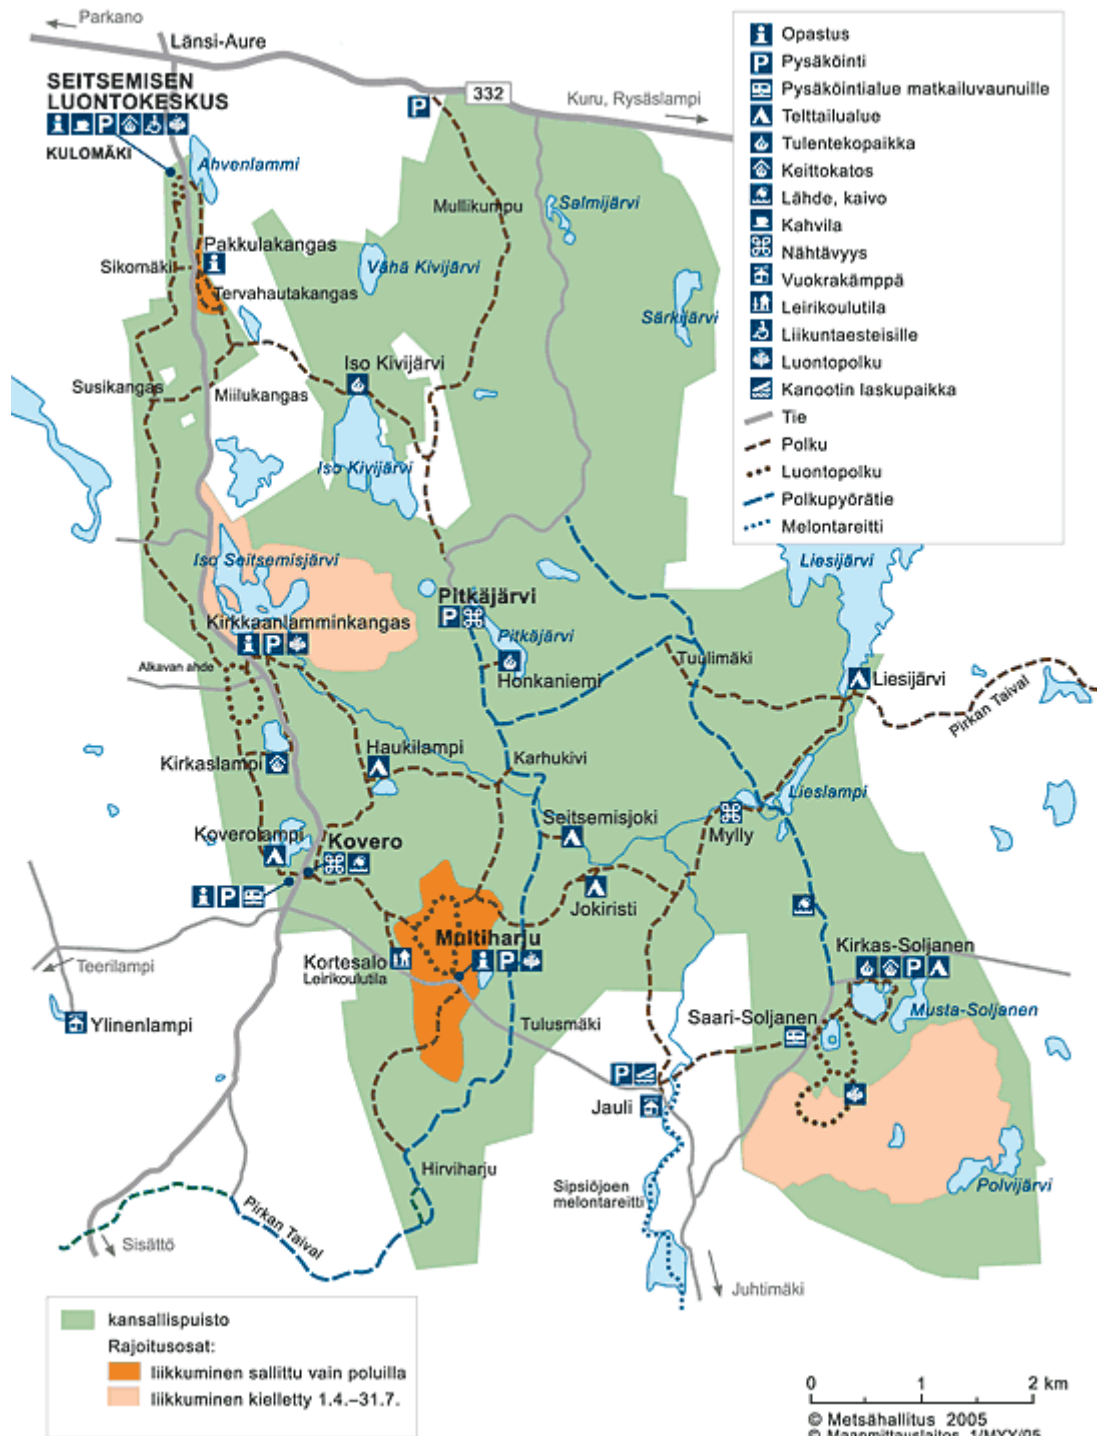 Parkano
Länsi-Aure
SEITSEMISEN
LUONTOKESKUS
KULOMÄKI
332
Kuru, Rysäslampi
Opastus
Pysäköinti
Pysäköintialue matkailuvaunuille
Telttailualue
Tulentekopaikka
Keittokatos
Lähde, kaivo
Kahvila
Nähtävyys
Vuokrakämppä
Leirikoulutila
Liikuntaesteisille
Luontopolku
Kanootin laskupaikka
Tie
Polku
Luontopolku
Polkupyörätie
Melontareitti
Ahvenlammi
Mullikumpu
Salmijärvi
Pakkulakangas
Sikomäki
Vähä Kivijärvi
Tervahautakangas
Särkijärvi
Iso Kivijärvi
Susikangas
Miilukangas
Iso Kivijärvi
Iso Seitsemisjärvi
Liesijärvi
Pitkäjärvi
Kirkkaanlamminkangas
Pitkäjärvi
Alkavan ahde
Honkaniemi
Tuulimäki
Liesijärvi
Pirkan Taival
Haukilampi
Karhukivi
Kirkaslampi
Lieslampi
Seitsemisjoki
Mylly
Koverolampi
Kovero
Jokiristi
Multiharju
Kortesalo
Leirikoulutila
Kirkas-Soljanen
Teerilampi
Musta-Soljanen
Saari-Soljanen
Ylinenlampi
Tulusmäki
Jauli
Hirviharju
Sipsiöjoen
melontareitti
Polvijärvi
Pirkan Taival
Sisättö
Juhtimäki
kansallispuisto
Rajoitusosat:
liikkuminen sallittu vain poluilla
liikkuminen kielletty 1.4.–31.7.
0 1 2 km
© Metsähallitus 2005
© Maanmittauslaitos 1/MYY/05